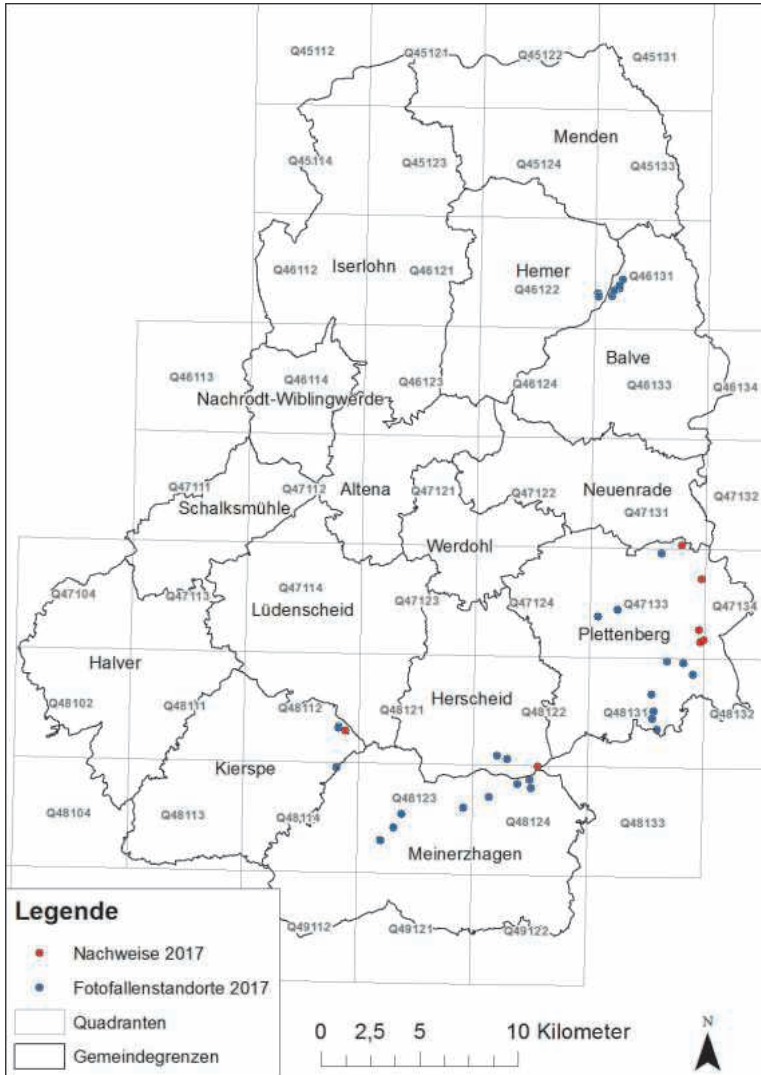 Q45112
Q45121
Q45122
Q45131
Menden
Q45114
Q45123
Q45124
Q45133
Iserlohn
Q46112
Q46121
Hemer
Q46122
Q46131
Balve
Q46113
Q46114
Q46123
Q46124
Q46133
Q46134
Nachrodt-Wiblingwerde
Q47111
Q47112
Altena
Q47121
Q47122
Neuenrade
Q47132
Schalksmühle
Q47131
Werdohl
Q47104
Q47113
Q47114
Lüdenscheid
Q47123
Q47124
Q47133
Q47134
Plettenberg
Halver
Herscheid
Q48102
Q48111
Q48112
Q48121
Q48122
Q48131
Q48132
Kierspe
Q48104
Q48113
Q48114
Q48123
Q48124
Q48133
Meinerzhagen
Q49112
Q49121
Q49122
Legende
Nachweise 2017
Fotofallenstandorte 2017
Quadranten
Gemeindegrenzen
0 2,5 5 10 Kilometer
N